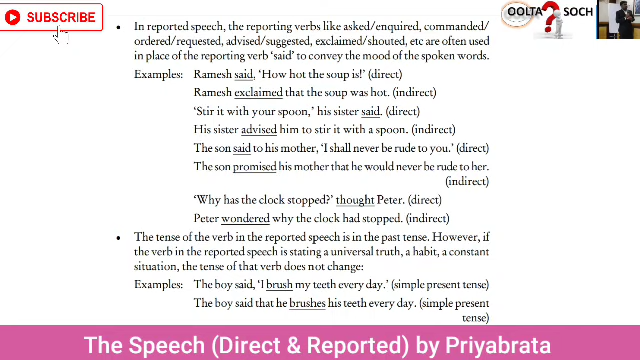 SUBSCRIBE
OOLTA SOCH
?
• In reported speech, the reporting verbs like asked/enquired, commanded/
ordered/requested, advised/suggested, exclaimed/shouted, etc are often used
in place of the reporting verb 'said' to convey the mood of the spoken words.
Examples: Ramesh said, 'How hot the soup is!' (direct)
Ramesh exclaimed that the soup was hot. (indirect)
'Stir it with your spoon,' his sister said. (direct)
His sister advised him to stir it with a spoon. (indirect)
The son said to his mother, 'I shall never be rude to you.' (direct)
The son promised his mother that he would never be rude to her.
(indirect)
'Why has the clock stopped?' thought Peter. (direct)
Peter wondered why the clock had stopped. (indirect)
• The tense of the verb in the reported speech is in the past tense. However, if
the verb in the reported speech is stating a universal truth, a habit, a constant
situation, the tense of that verb does not change:
Examples: The boy said, 'I brush my teeth every day.' (simple present tense)
The boy said that he brushes his teeth every day. (simple present
tense)
The Speech (Direct & Reported) by Priyabrata